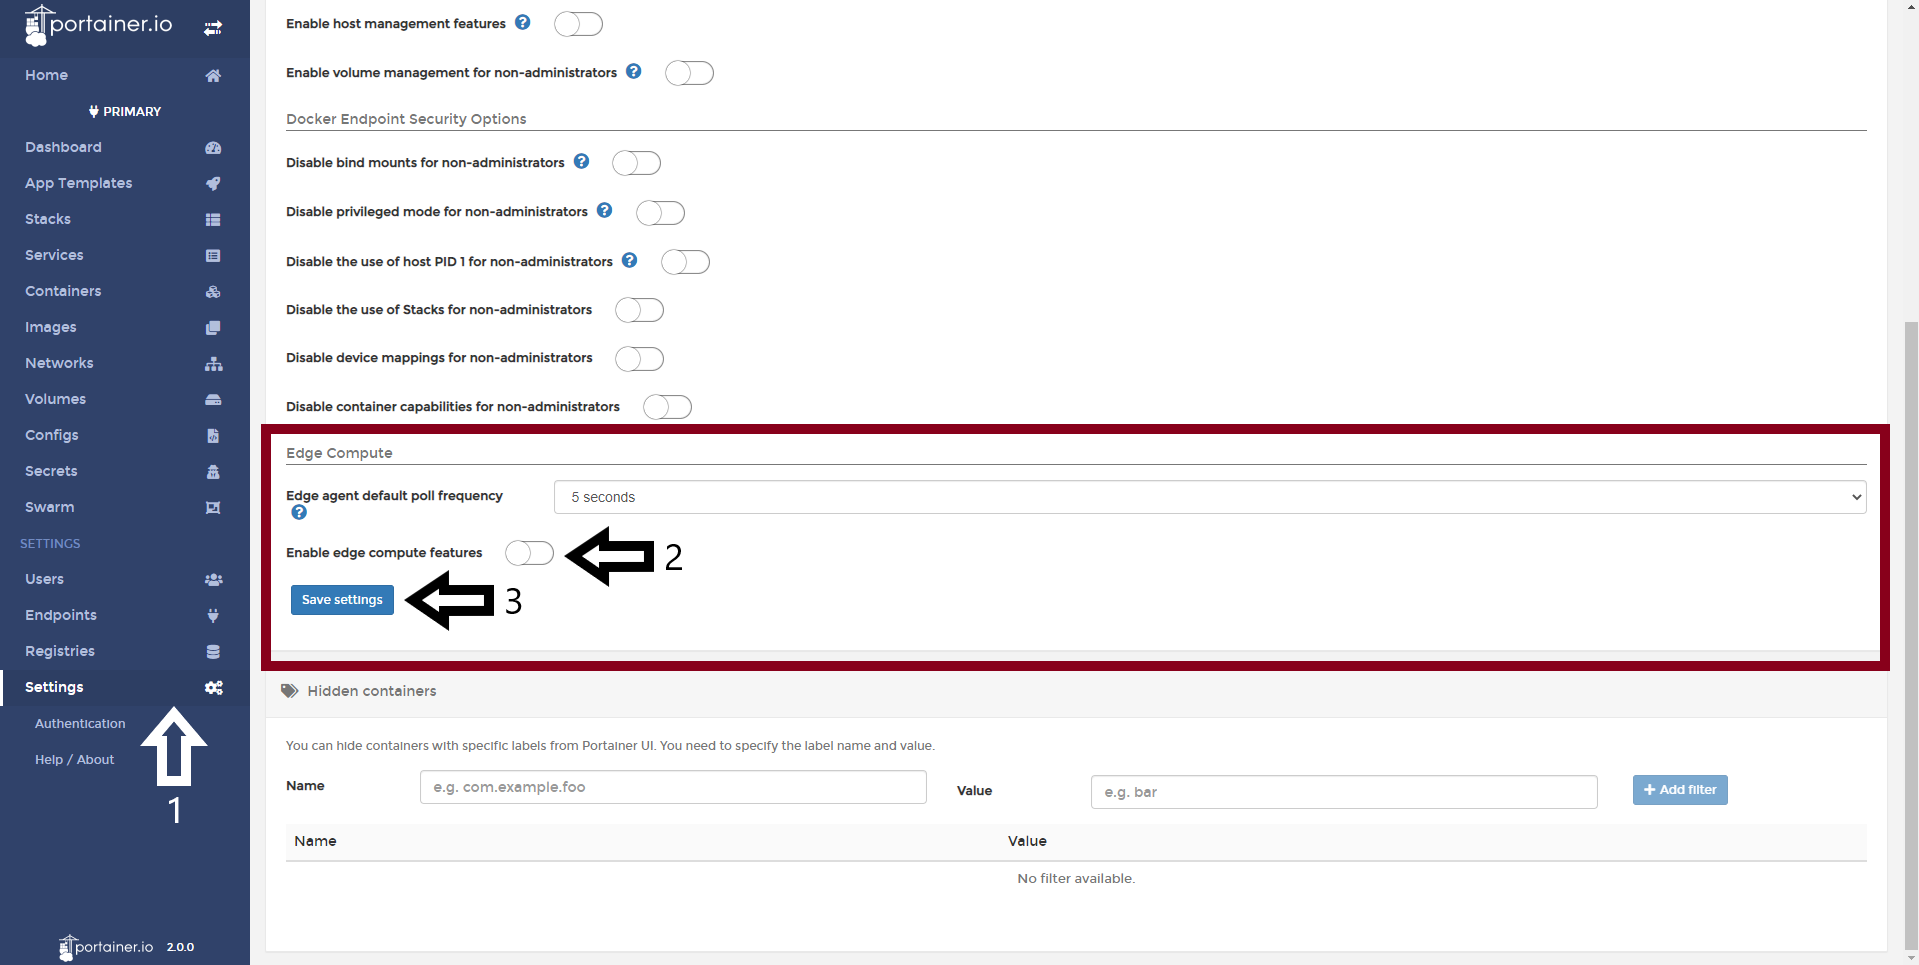 portainer.io
Home
PRIMARY
Dashboard
App Templates
Stacks
Services
Containers
Images
Networks
Volumes
Configs
Secrets
Swarm
SETTINGS
Users
Endpoints
Registries
Settings
Authentication
Help / About
1
portainer.io 2.0.0
Enable host management features ?
Enable volume management for non-administrators ?
Docker Endpoint Security Options
Disable bind mounts for non-administrators ?
Disable privileged mode for non-administrators ?
Disable the use of host PID 1 for non-administrators ?
Disable the use of Stacks for non-administrators
Disable device mappings for non-administrators
Disable container capabilities for non-administrators
Edge Compute
Edge agent default poll frequency 5 seconds
?
Enable edge compute features 2
Save settings 3
Hidden containers
You can hide containers with specific labels from Portainer UI. You need to specify the label name and value.
Name e.g. com.example.foo Value e.g. bar + Add filter
Name Value
No filter available.